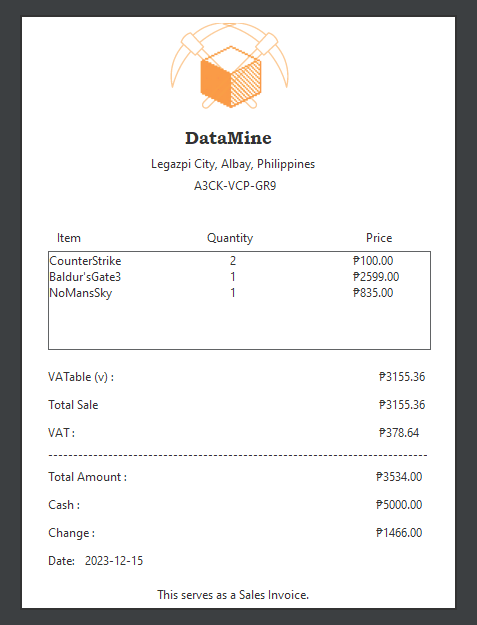 DataMine
Legazpi City, Albay, Philippines
A3CK-VCP-GR9
Item Quantity Price
CounterStrike 2 ₱100.00
Baldur'sGate3 1 ₱2599.00
NoMansSky 1 ₱835.00
VATable (v) : ₱3155.36
Total Sale ₱3155.36
VAT : ₱378.64
Total Amount : ₱3534.00
Cash : ₱5000.00
Change : ₱1466.00
Date: 2023-12-15
This serves as a Sales Invoice.